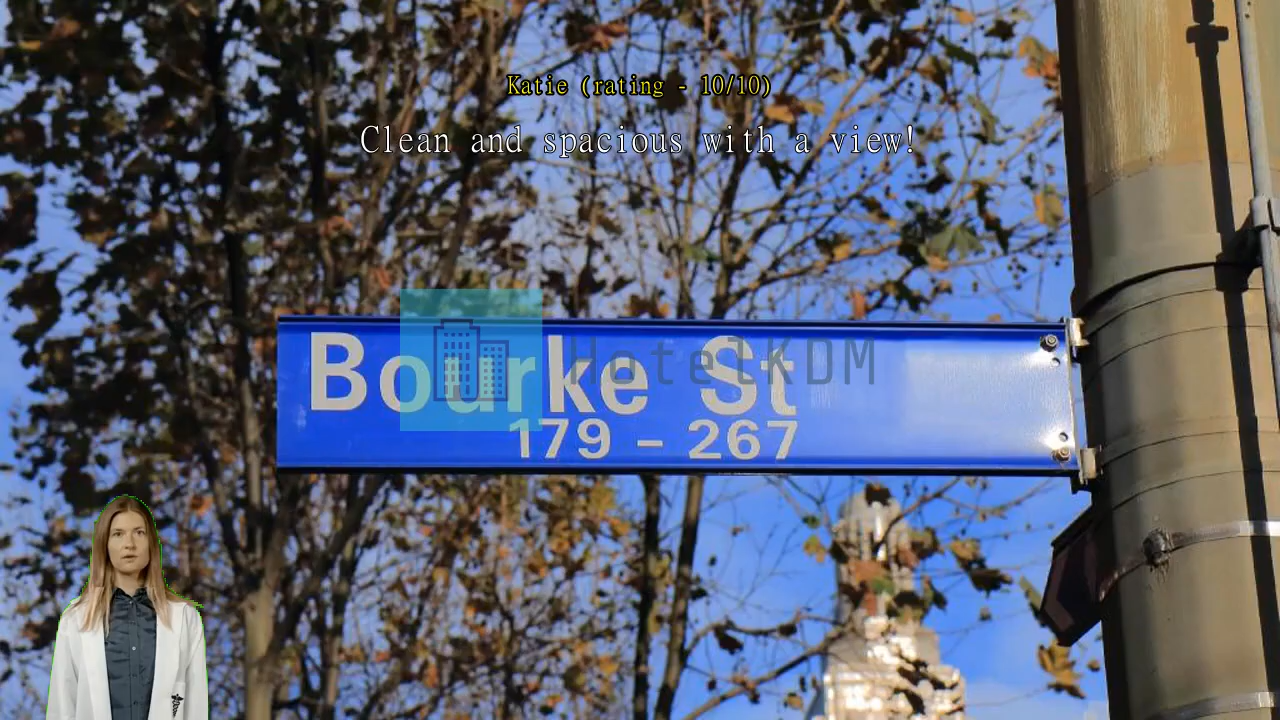 Katie (rating - 10/10)
Clean and spacious with a view!
Bourke St
HotelKDM
179 - 267